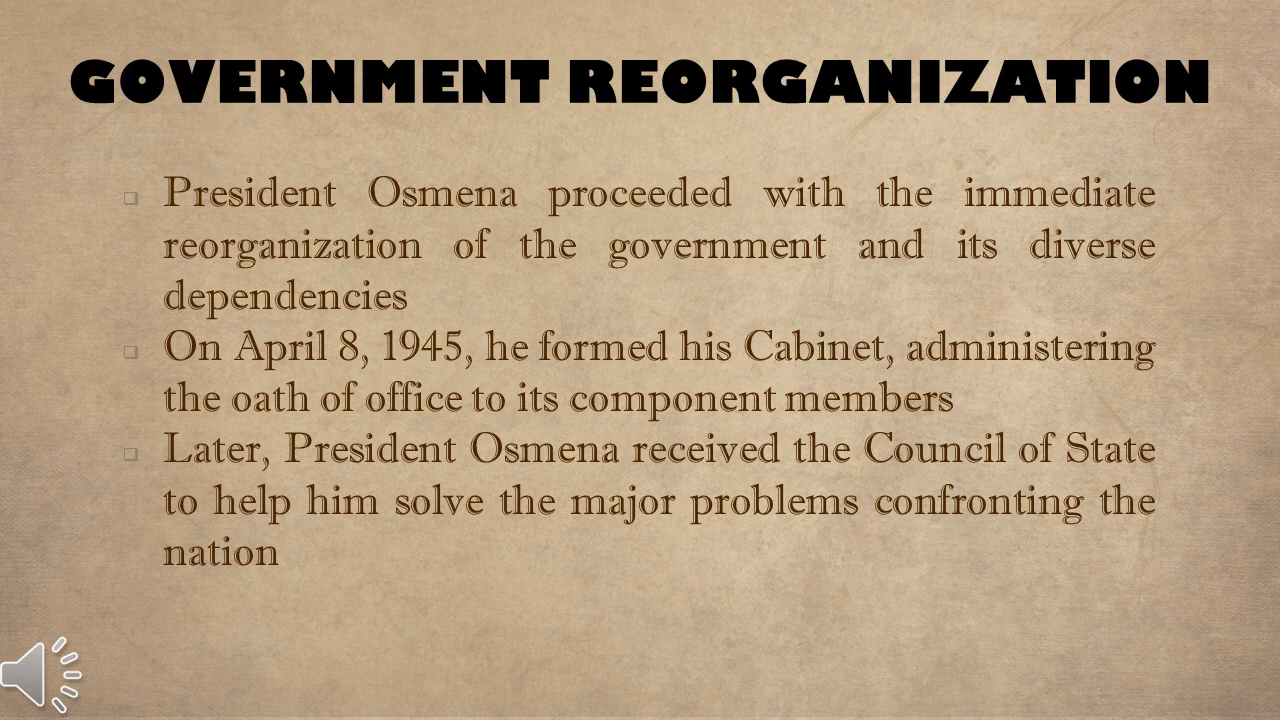 GOVERNMENT REORGANIZATION
President Osmena proceeded with the immediate
reorganization of the government and its diverse
dependencies
On April 8, 1945, he formed his Cabinet, administering
the oath of office to its component members
Later, President Osmena received the Council of State
to help him solve the major problems confronting the
nation